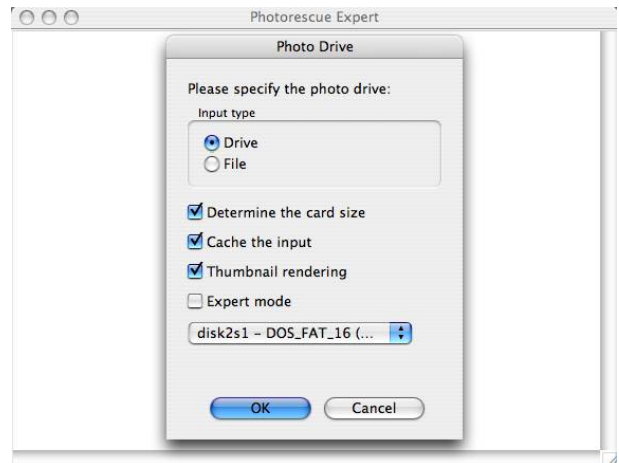 Photorescue Expert
Photo Drive
Please specify the photo drive:
Input type
Drive
File
Determine the card size
Cache the input
Thumbnail rendering
Expert mode
disk2s1 – DOS_FAT_16 (...
OK Cancel